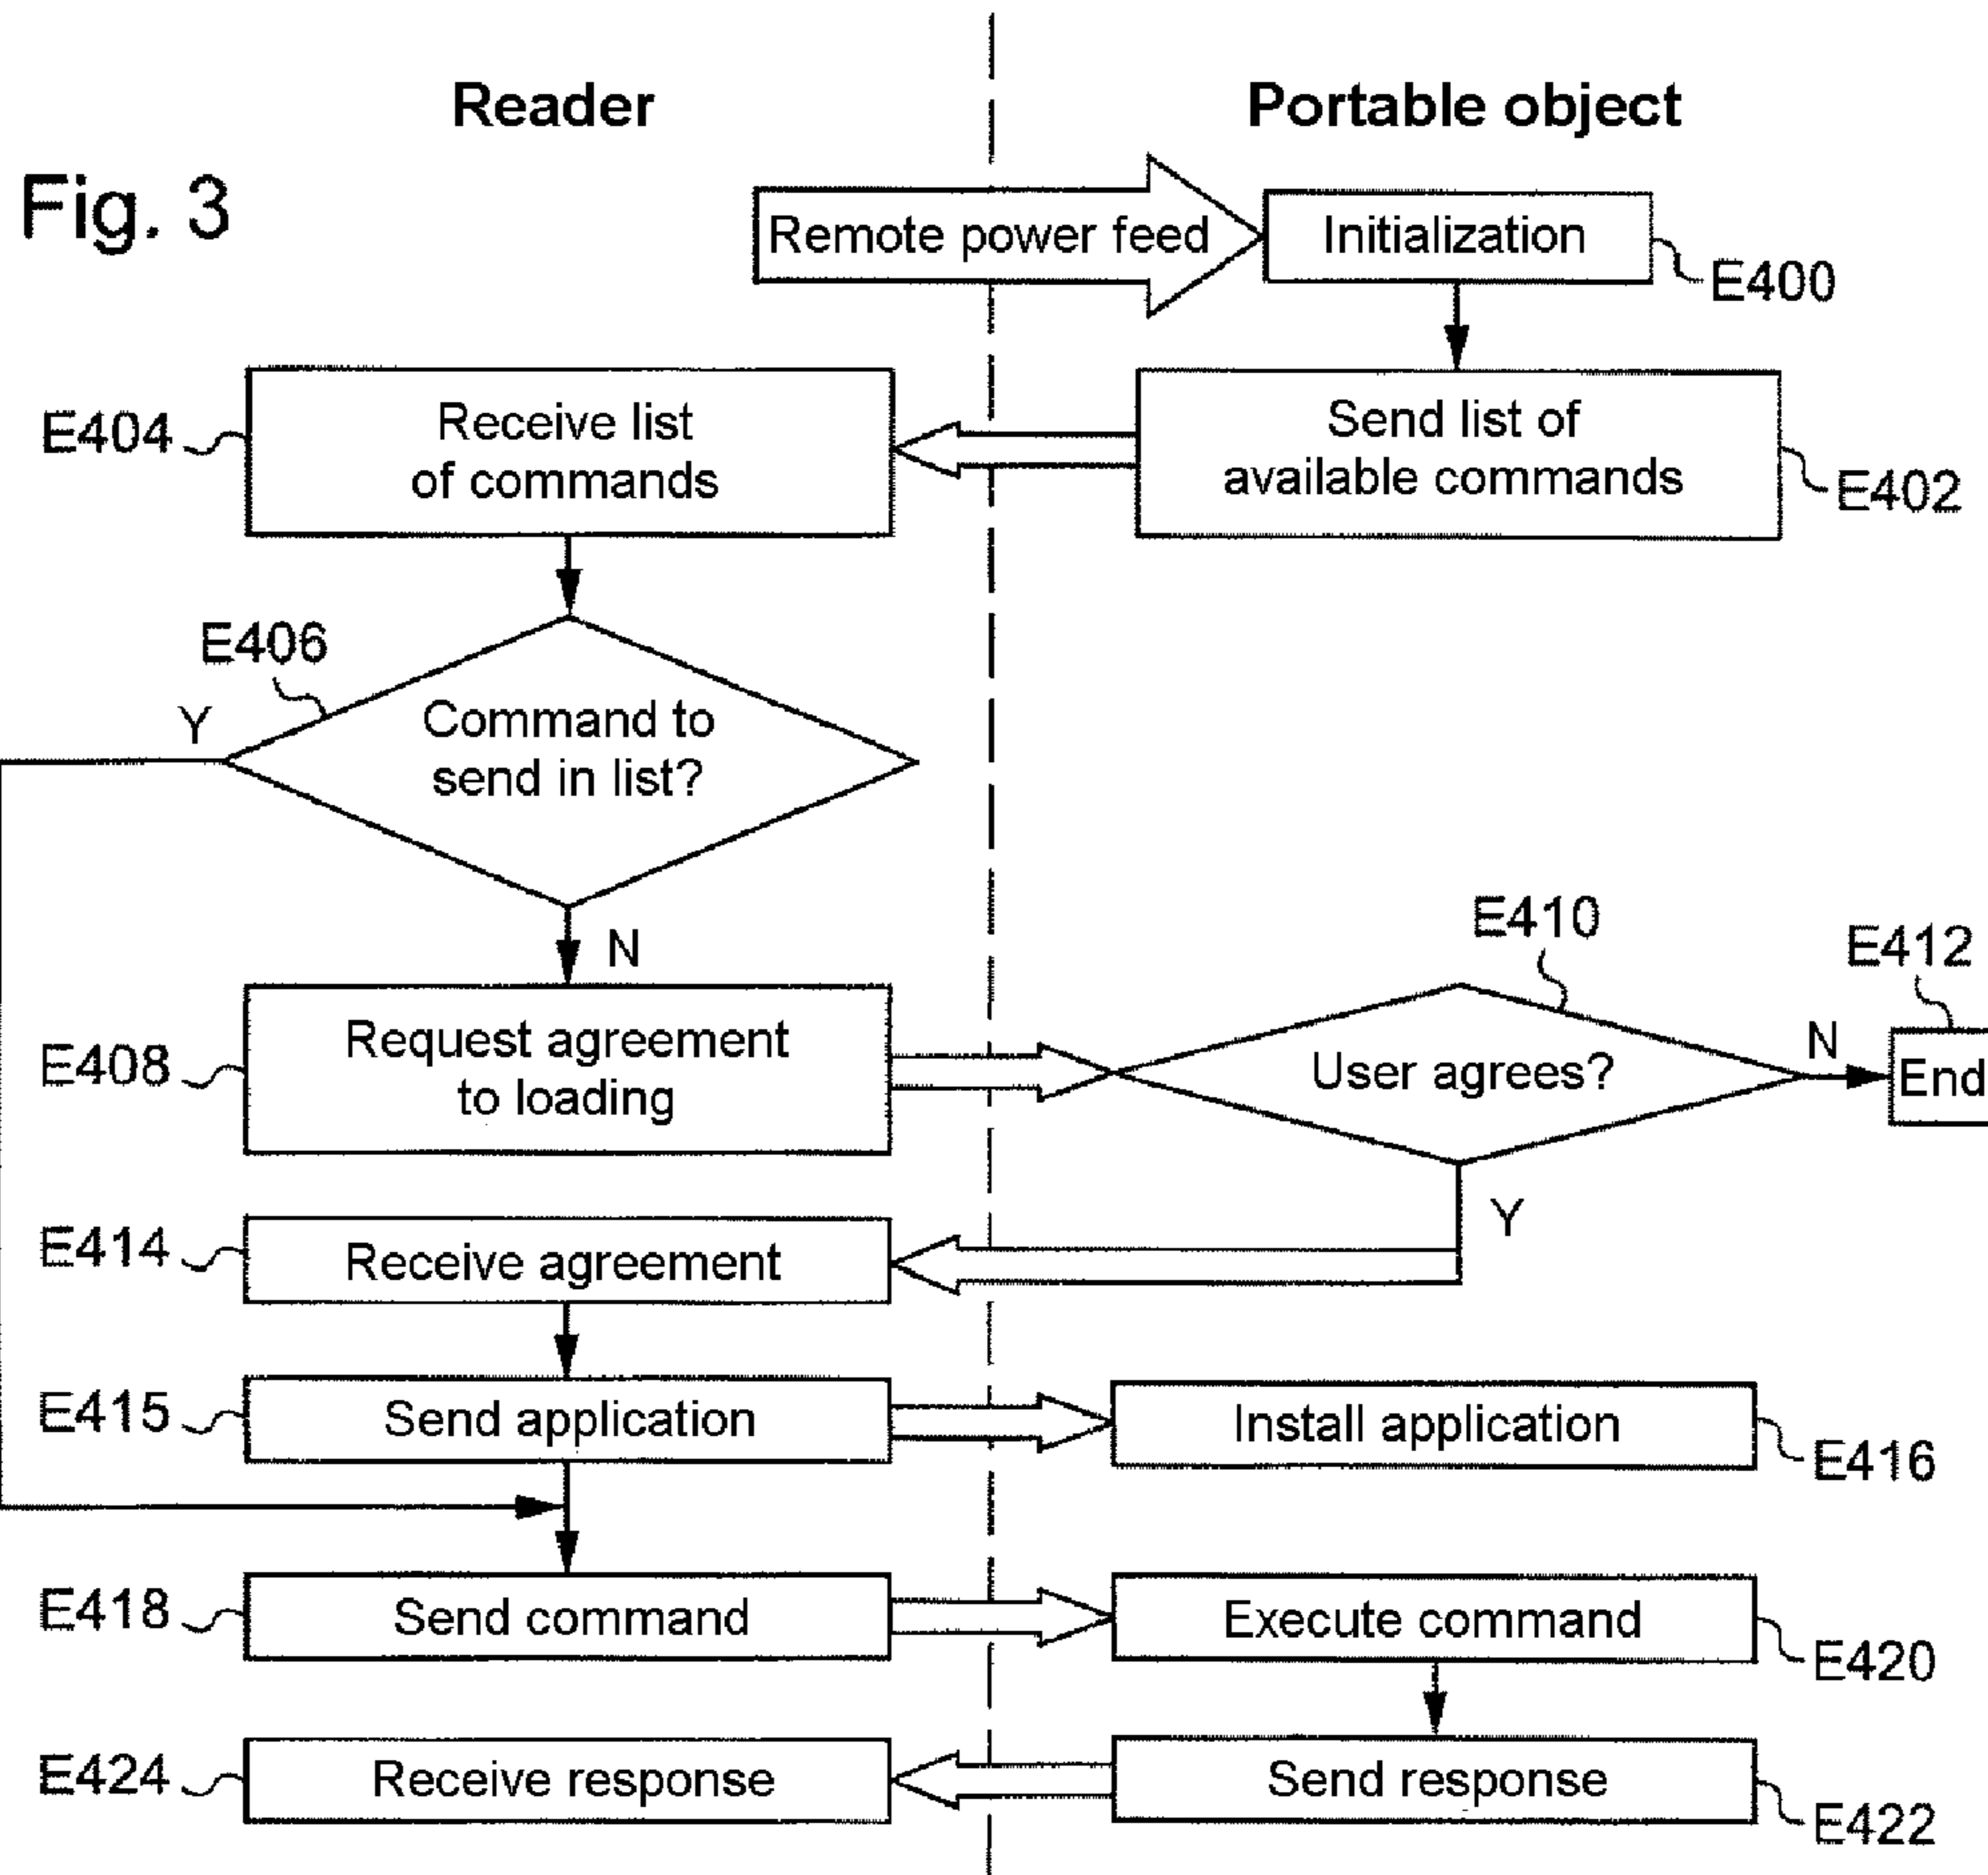 Reader
Portable object
Fig. 3
Remote power feed
Initialization
E400
E404
Receive list
of commands
Send list of
available commands
E402
E406
Y
Command to
send in list?
N
E408
Request agreement
to loading
E410
User agrees?
N
E412
End
Y
E414
Receive agreement
E415
Send application
Install application
E416
E418
Send command
Execute command
E420
E424
Receive response
Send response
E422